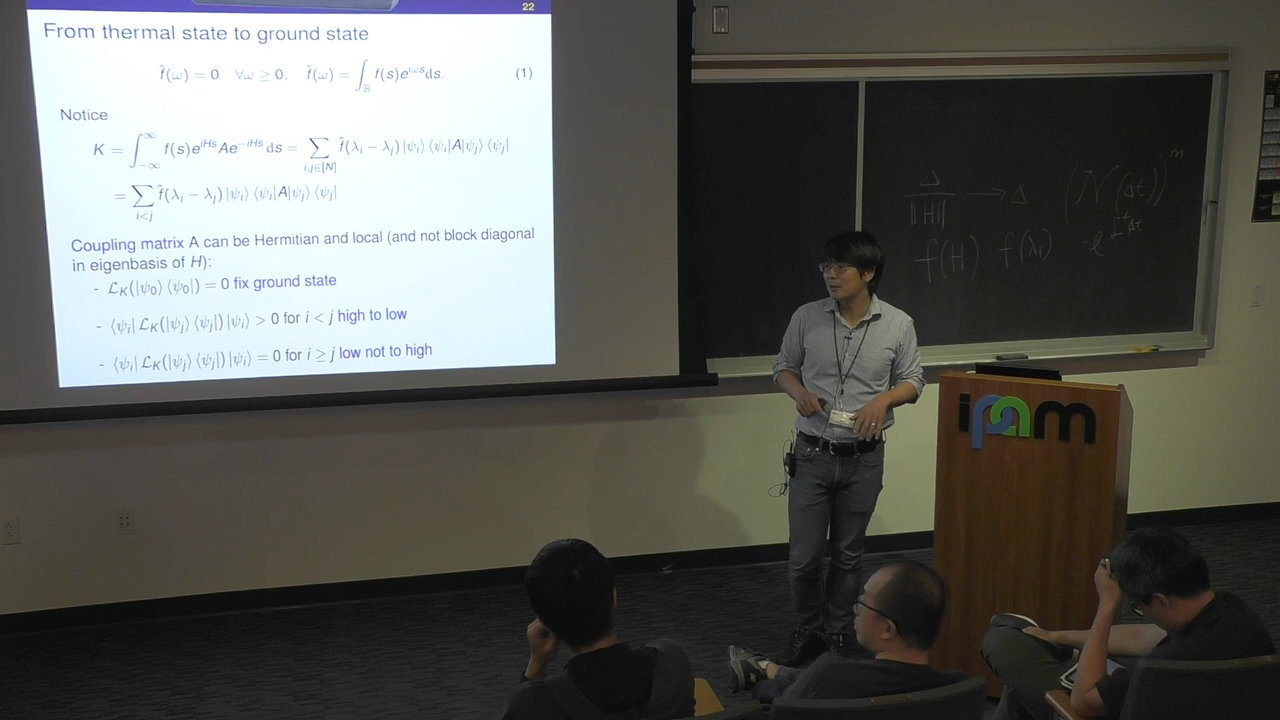 22
From thermal state to ground state
f̂(ω) = 0 ∀ω ≥ 0. f̂(ω) = ∫_ℝ f(s)e^{iωs}ds. (1)
Notice
K = ∫_{-∞}^{∞} f(s)e^{iHs}Ae^{-iHs} ds = ∑_{i,j∈[N]} f̂(λ_i − λ_j)|ψ_i⟩⟨ψ_i|A|ψ_j⟩⟨ψ_j|
= ∑_{i<j} f̂(λ_i − λ_j)|ψ_i⟩⟨ψ_i|A|ψ_j⟩⟨ψ_j|
Coupling matrix A can be Hermitian and local (and not block diagonal
in eigenbasis of H):
- ℒ_K(|ψ_0⟩⟨ψ_0|) = 0 fix ground state
- ⟨ψ_i|ℒ_K(|ψ_j⟩⟨ψ_j|)|ψ_i⟩ > 0 for i < j high to low
- ⟨ψ_i|ℒ_K(|ψ_j⟩⟨ψ_j|)|ψ_i⟩ = 0 for i ≥ j low not to high
Δ/‖H‖ → Δ (N(Δt))^m
f(H) f(λ_i)
ipam